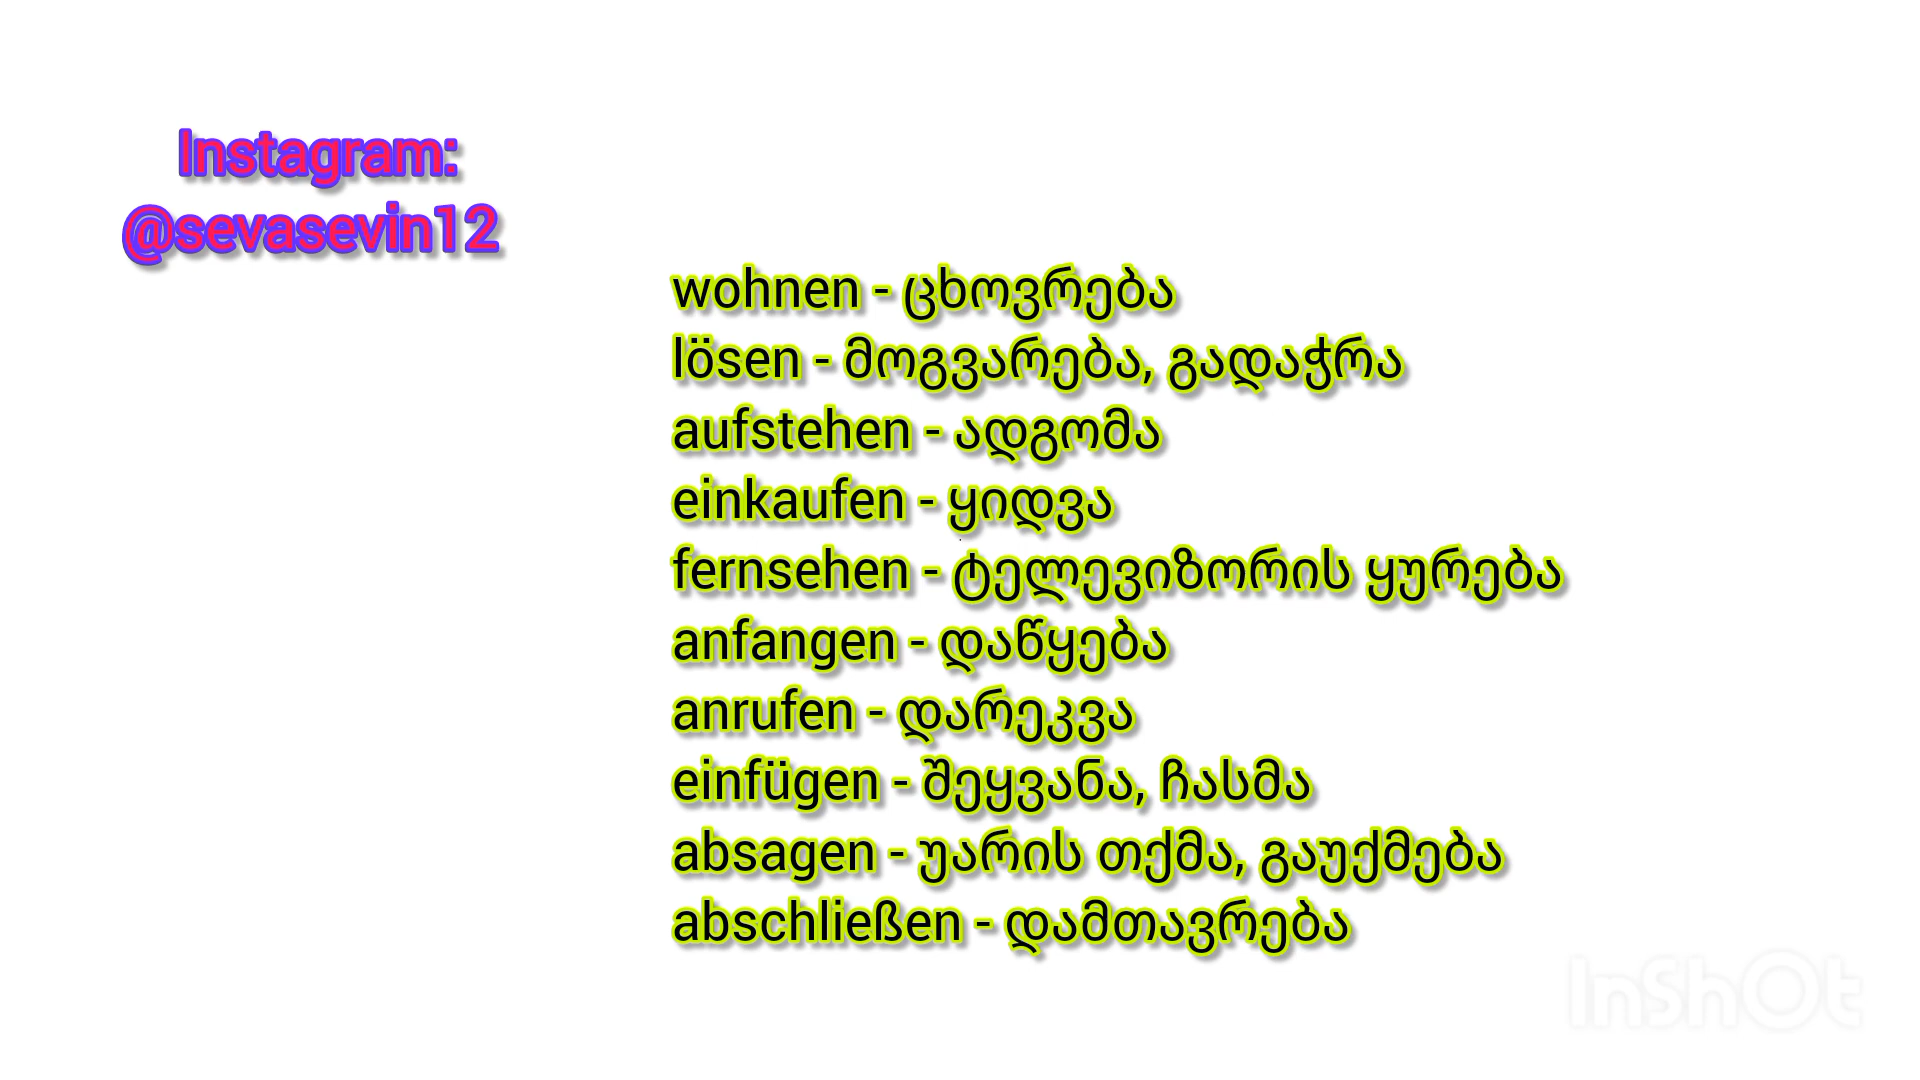 Instagram:
@sevasevin12
wohnen - ცხოვრება
lösen - მოგვარება, გადაჭრა
aufstehen - ადგომა
einkaufen - ყიდვა
fernsehen - ტელევიზორის ყურება
anfangen - დაწყება
anrufen - დარეკვა
einfügen - შეყვანა, ჩასმა
absagen - უარის თქმა, გაუქმება
abschließen - დამთავრება
InShOt